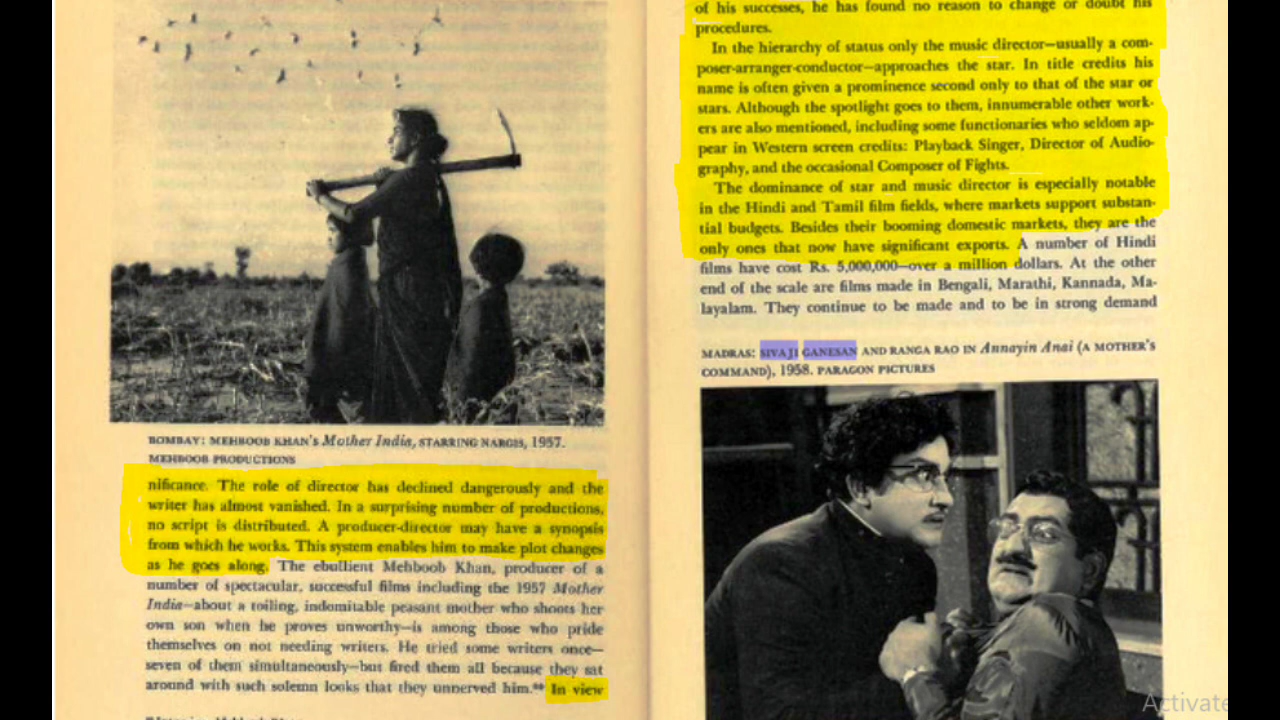 BOMBAY: MEHBOOB KHAN'S Mother India, STARRING NARGIS, 1957.
MEHBOOB PRODUCTIONS
nificance. The role of director has declined dangerously and the
writer has almost vanished. In a surprising number of productions,
no script is distributed. A producer-director may have a synopsis
from which he works. This system enables him to make plot changes
as he goes along. The ebullient Mehboob Khan, producer of a
number of spectacular, successful films including the 1957 Mother
India—about a toiling, indomitable peasant mother who shoots her
own son when he proves unworthy—is among those who pride
themselves on not needing writers. He tried some writers once—
seven of them simultaneously—but fired them all because they sat
around with such solemn looks that they unnerved him.** In view
of his successes, he has found no reason to change or doubt his
procedures.
In the hierarchy of status only the music director—usually a com-
poser-arranger-conductor—approaches the star. In title credits his
name is often given a prominence second only to that of the star or
stars. Although the spotlight goes to them, innumerable other work-
ers are also mentioned, including some functionaries who seldom ap-
pear in Western screen credits: Playback Singer, Director of Audio-
graphy, and the occasional Composer of Fights.
The dominance of star and music director is especially notable
in the Hindi and Tamil film fields, where markets support substan-
tial budgets. Besides their booming domestic markets, they are the
only ones that now have significant exports. A number of Hindi
films have cost Rs. 5,000,000—over a million dollars. At the other
end of the scale are films made in Bengali, Marathi, Kannada, Ma-
layalam. They continue to be made and to be in strong demand
MADRAS: SIVAJI GANESAN AND RANGA RAO IN Annayin Anai (A MOTHER'S
COMMAND), 1958. PARAGON PICTURES
Activate